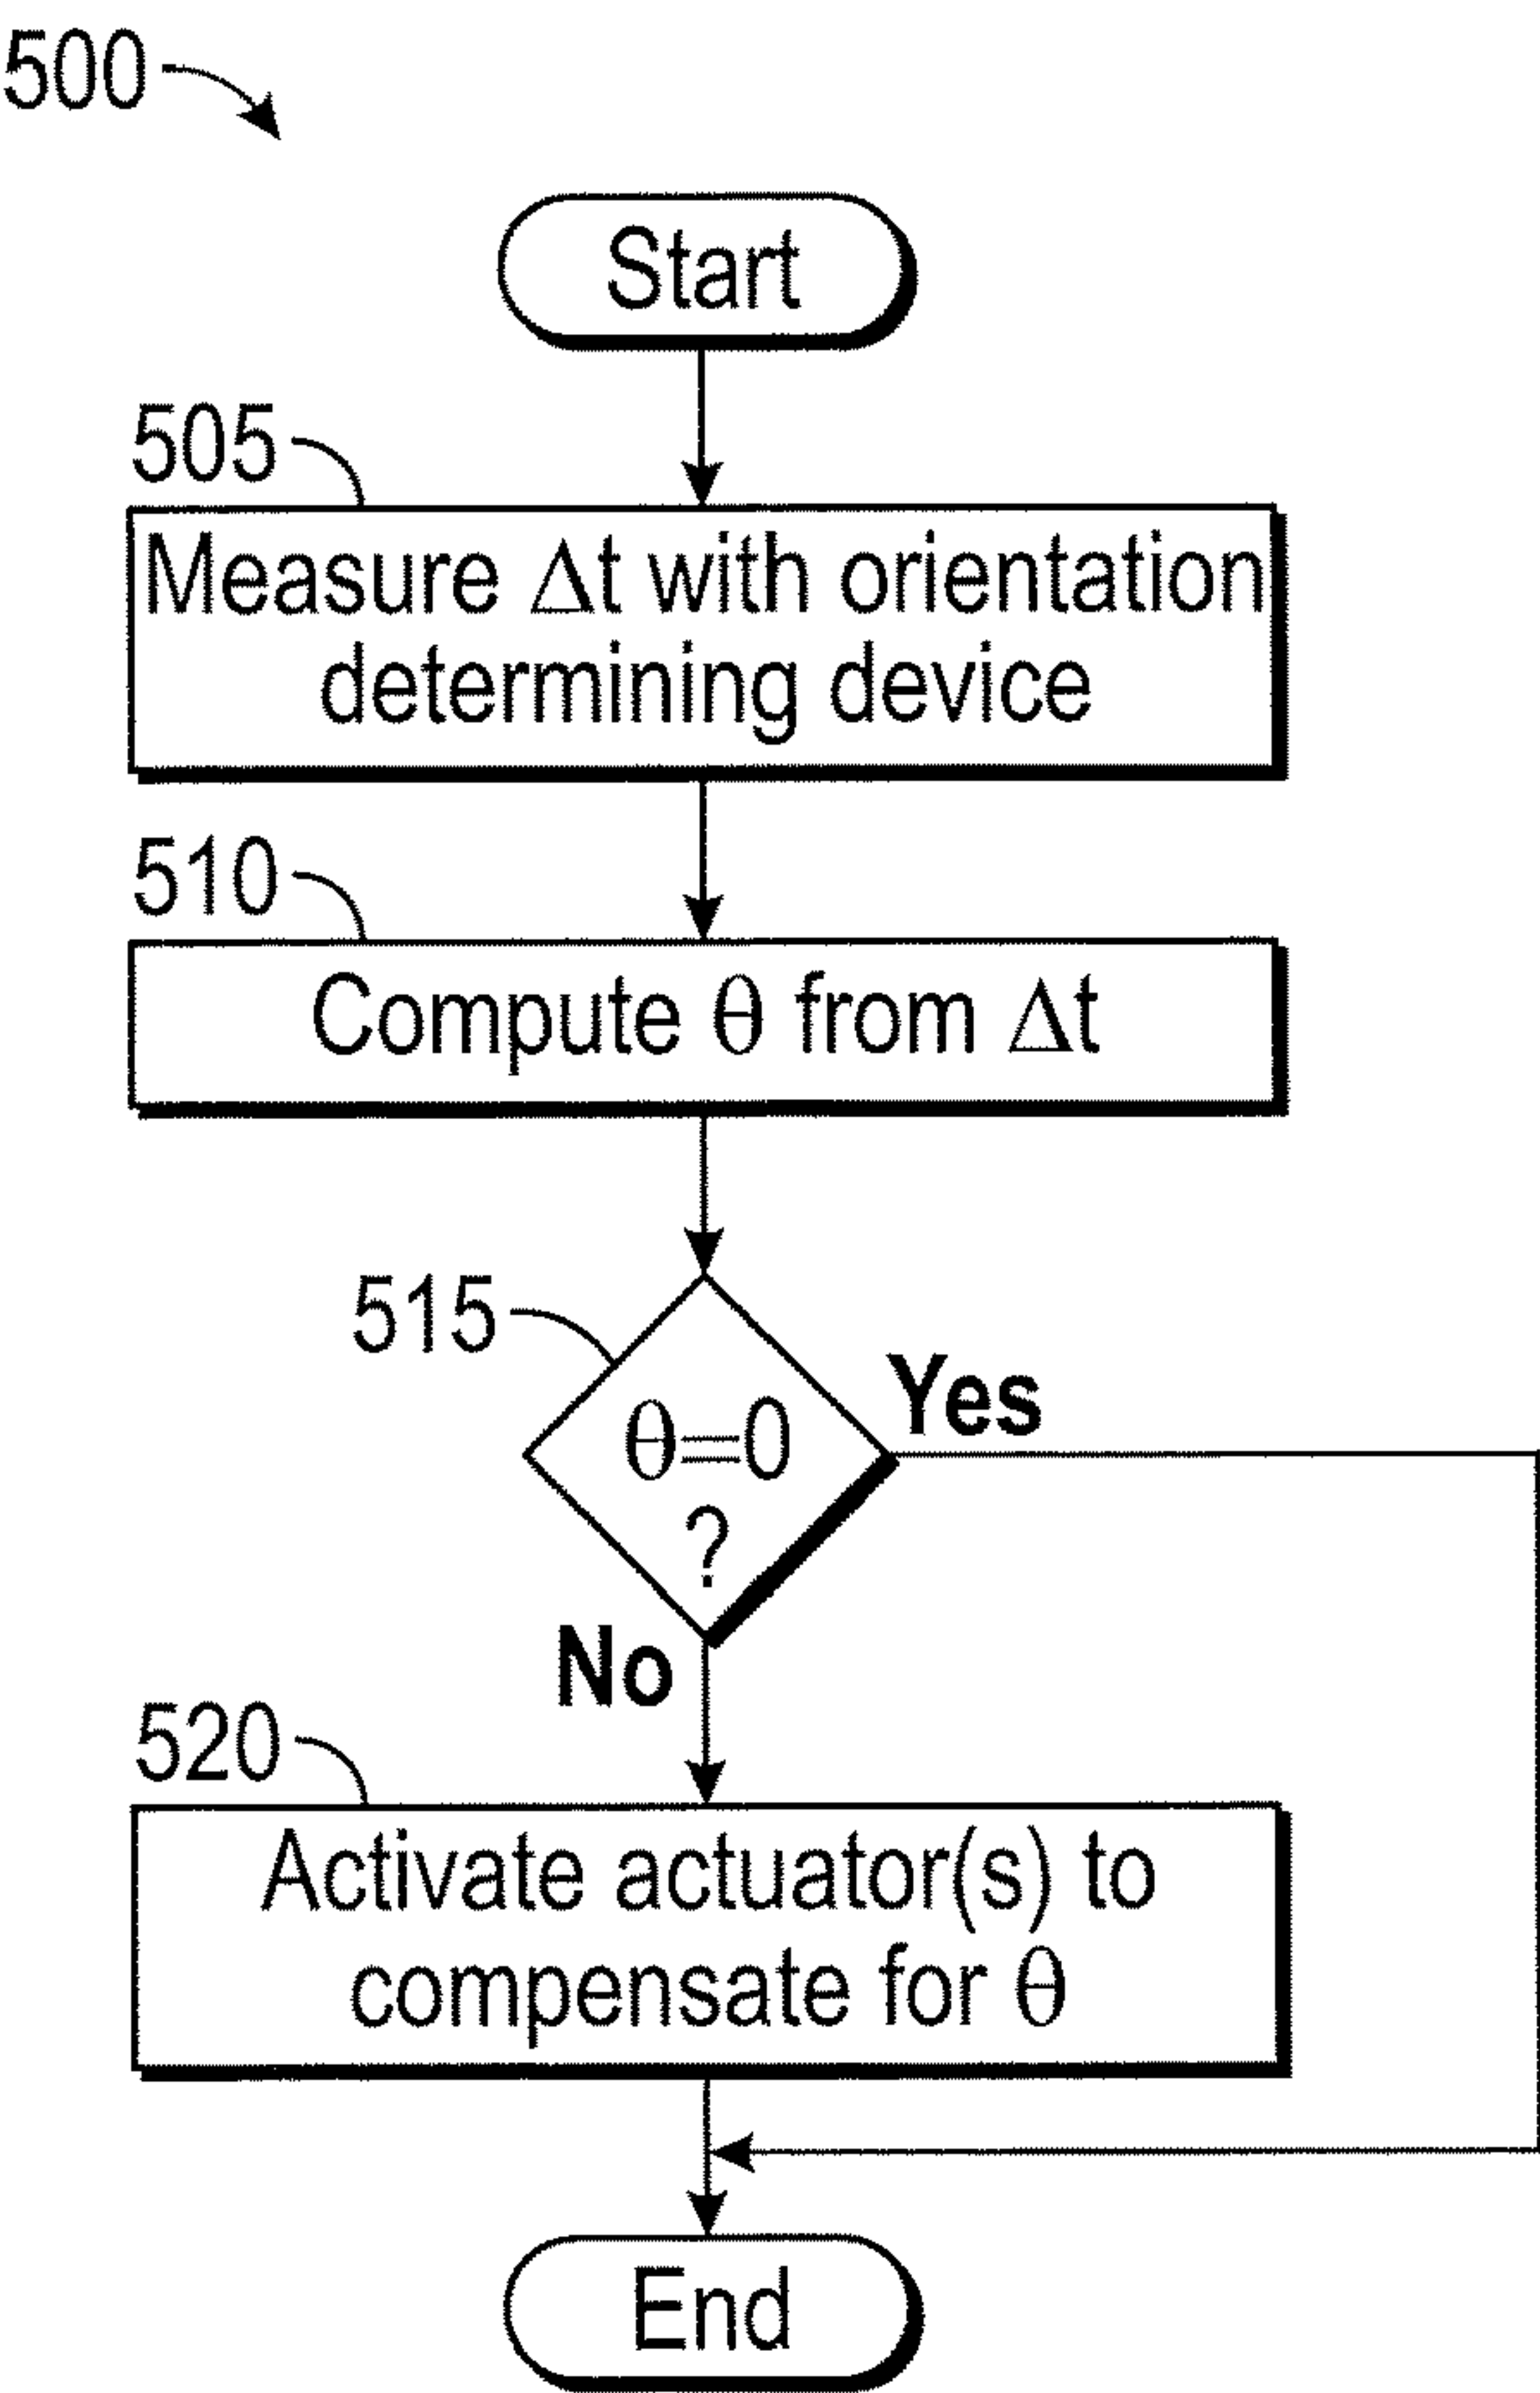 500
Start
505
Measure Δt with orientation
determining device
510
Compute θ from Δt
515
θ=0
?
Yes
No
520
Activate actuator(s) to
compensate for θ
End